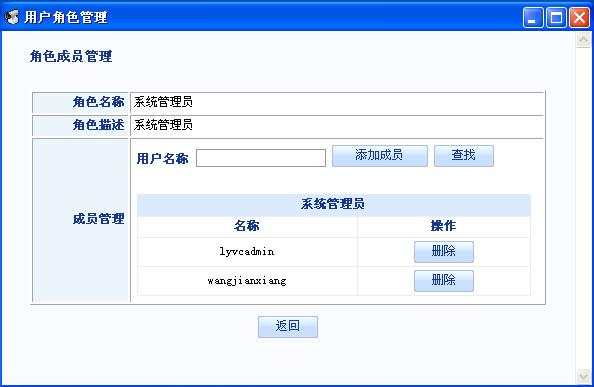 用户角色管理
角色成员管理
角色名称 系统管理员
角色描述 系统管理员
成员管理 用户名称 添加成员 查找
系统管理员
名称 操作
lyvcadmin 删除
wangjianxiang 删除
返回